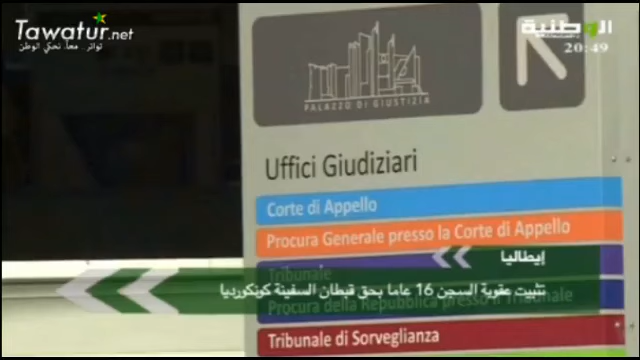 Tawatur.net
تواتر.. معاً، نحكي الوطن
الوطنية
20:49
PALAZZO DI GIUSTIZIA
Uffici Giudiziari
Corte di Appello
Procura Generale presso la Corte di Appello
إيطاليا
Tribunale
تثبيت عقوبة السجن 16 عاما بحق قبطان السفينة كونكورديا
Procura della Repubblica presso il Tribunale
Tribunale di Sorveglianza